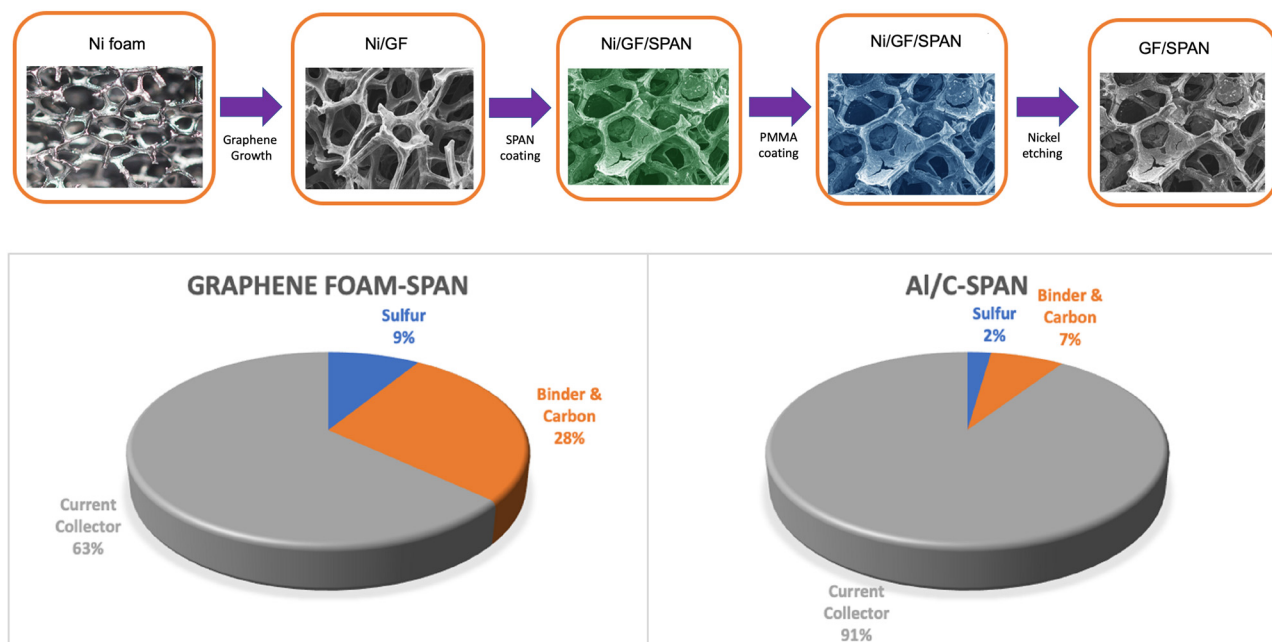 Ni foam
Ni/GF
Ni/GF/SPAN
Ni/GF/SPAN
GF/SPAN
Graphene
Growth
SPAN
coating
PMMA
coating
Nickel
etching
GRAPHENE FOAM-SPAN
Sulfur
9%
Binder &
Carbon
28%
Current
Collector
63%
Al/C-SPAN
Sulfur
2%
Binder &
Carbon
7%
Current
Collector
91%